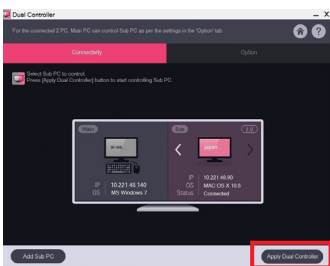 Dual Controller
For the connected 2 PC, Main PC can control Sub PC as per the settings in the 'Option' tab
Connectivity Option
Select Sub PC to control.
Press [Apply Dual Controller] button to start controlling Sub PC.
Main Sub
japan
IP 10.221.48.140
OS MS Windows 7
IP 10.221.48.90
OS MAC OS X 10.8
Status Connected
Add Sub PC Apply Dual Controller